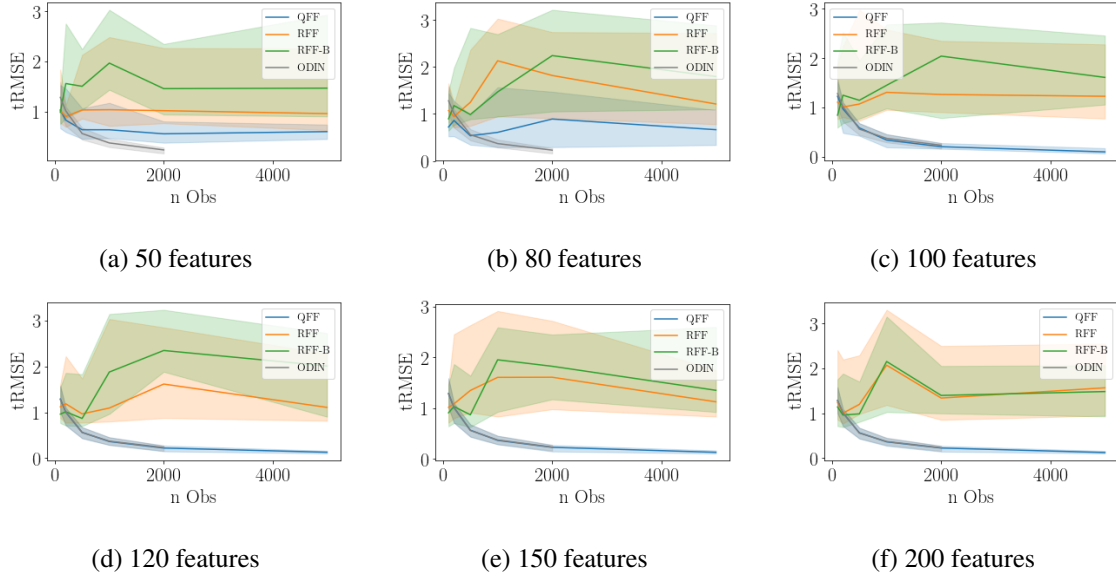 3
2
1
0
tRMSE
0
2000
4000
n Obs
QFF
RFF
RFF-B
ODIN
(a) 50 features
3
2
1
0
tRMSE
0
2000
4000
n Obs
QFF
RFF
RFF-B
ODIN
(b) 80 features
3
2
1
0
tRMSE
0
2000
4000
n Obs
QFF
RFF
RFF-B
ODIN
(c) 100 features
3
2
1
0
tRMSE
0
2000
4000
n Obs
QFF
RFF
RFF-B
ODIN
(d) 120 features
3
2
1
0
tRMSE
0
2000
4000
n Obs
QFF
RFF
RFF-B
ODIN
(e) 150 features
3
2
1
0
tRMSE
0
2000
4000
n Obs
QFF
RFF
RFF-B
ODIN
(f) 200 features